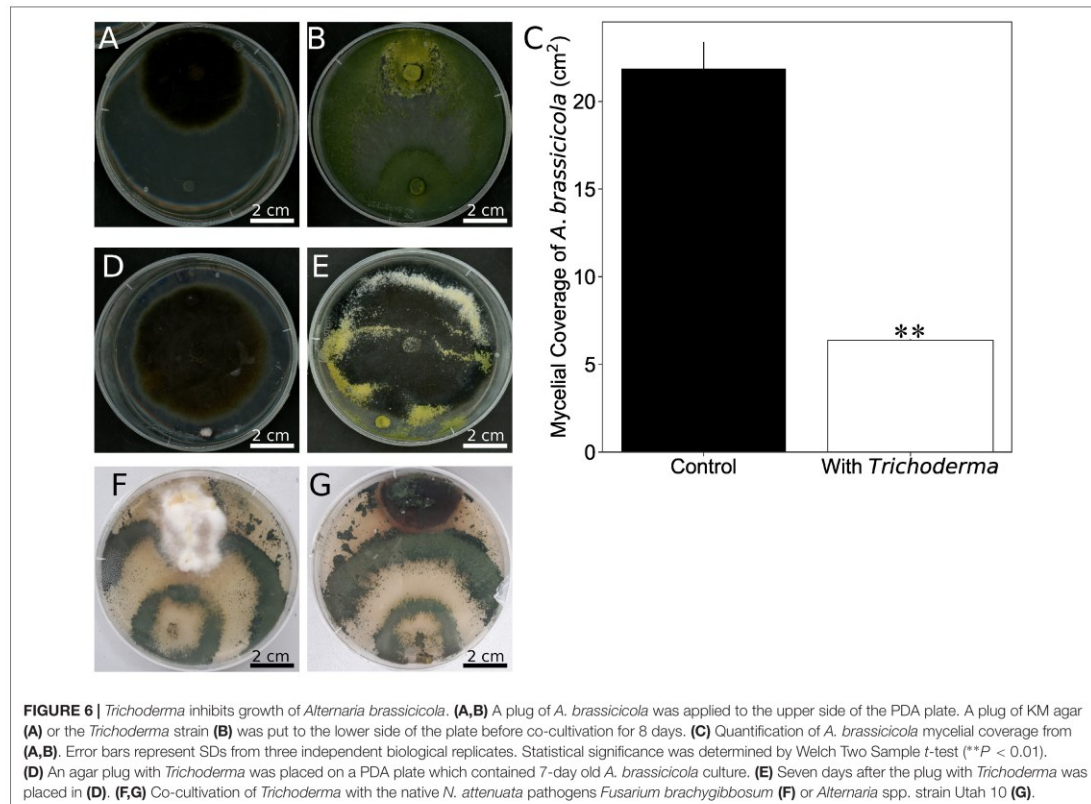 A
B
C
2 cm
2 cm
D
E
2 cm
2 cm
F
G
2 cm
2 cm
Mycelial Coverage of A. brassicicola (cm²)
20
15
10
5
0
**
Control
With Trichoderma
FIGURE 6 | Trichoderma inhibits growth of Alternaria brassicicola. (A,B) A plug of A. brassicicola was applied to the upper side of the PDA plate. A plug of KM agar
(A) or the Trichoderma strain (B) was put to the lower side of the plate before co-cultivation for 8 days. (C) Quantification of A. brassicicola mycelial coverage from
(A,B). Error bars represent SDs from three independent biological replicates. Statistical significance was determined by Welch Two Sample t-test (**P < 0.01).
(D) An agar plug with Trichoderma was placed on a PDA plate which contained 7-day old A. brassicicola culture. (E) Seven days after the plug with Trichoderma was
placed in (D). (F,G) Co-cultivation of Trichoderma with the native N. attenuata pathogens Fusarium brachygibbosum (F) or Alternaria spp. strain Utah 10 (G).